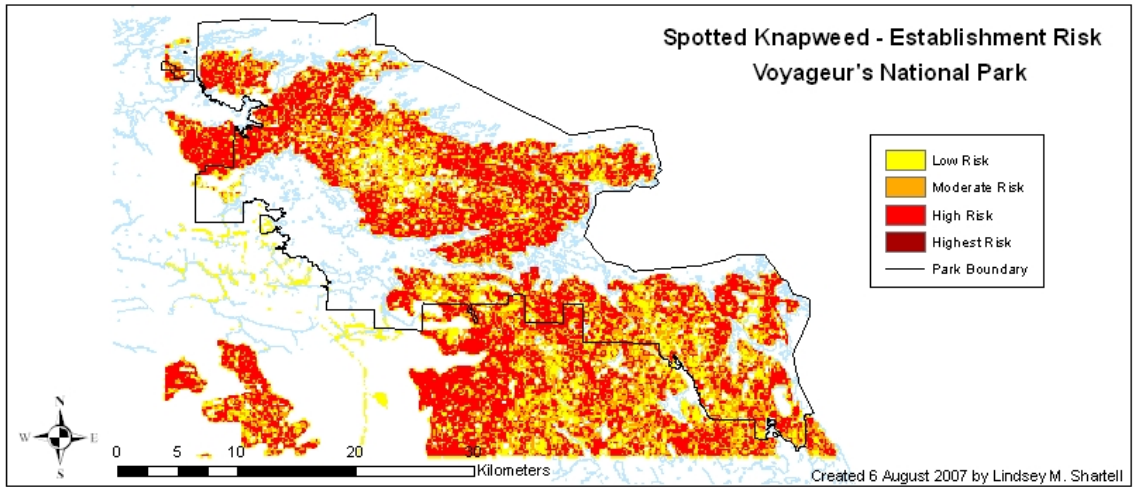 Spotted Knapweed - Establishment Risk
Voyageur's National Park
Low Risk
Moderate Risk
High Risk
Highest Risk
Park Boundary
N
W E
S
0 5 10 20 30
Kilometers
Created 6 August 2007 by Lindsey M. Shartell